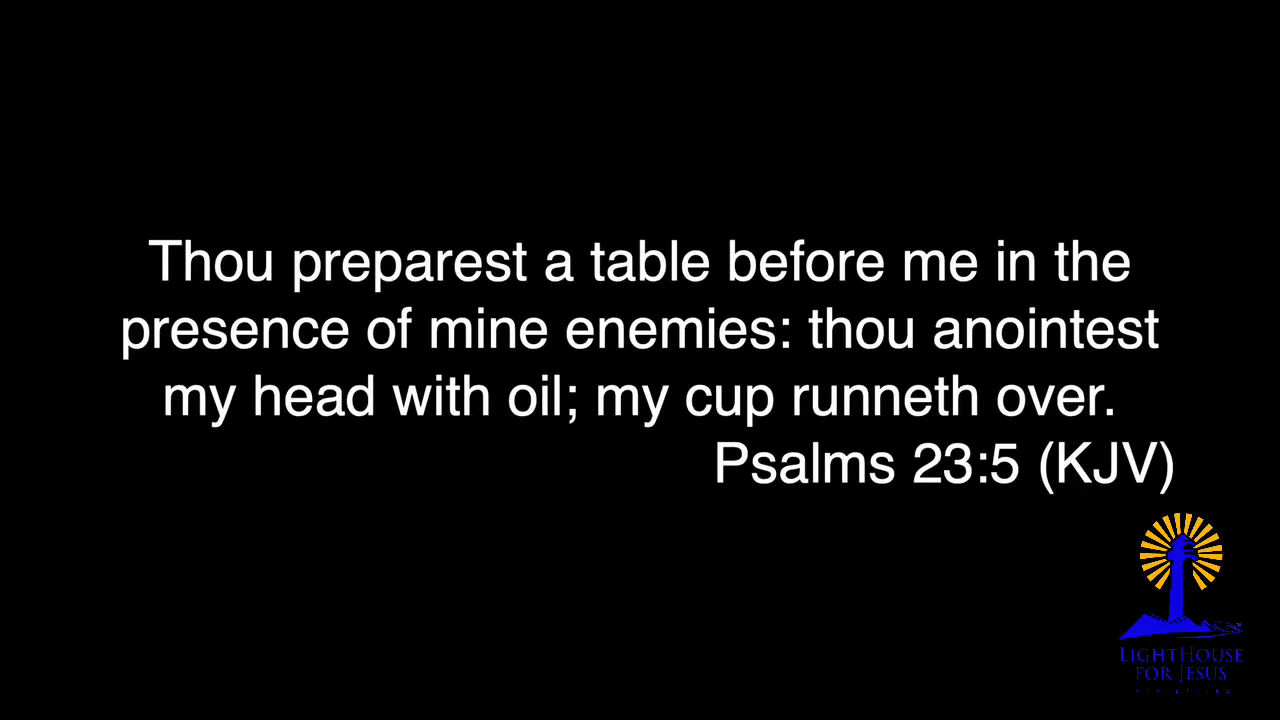 Thou preparest a table before me in the
presence of mine enemies: thou anointest
my head with oil; my cup runneth over.
Psalms 23:5 (KJV)
LIGHTHOUSE
FOR JESUS